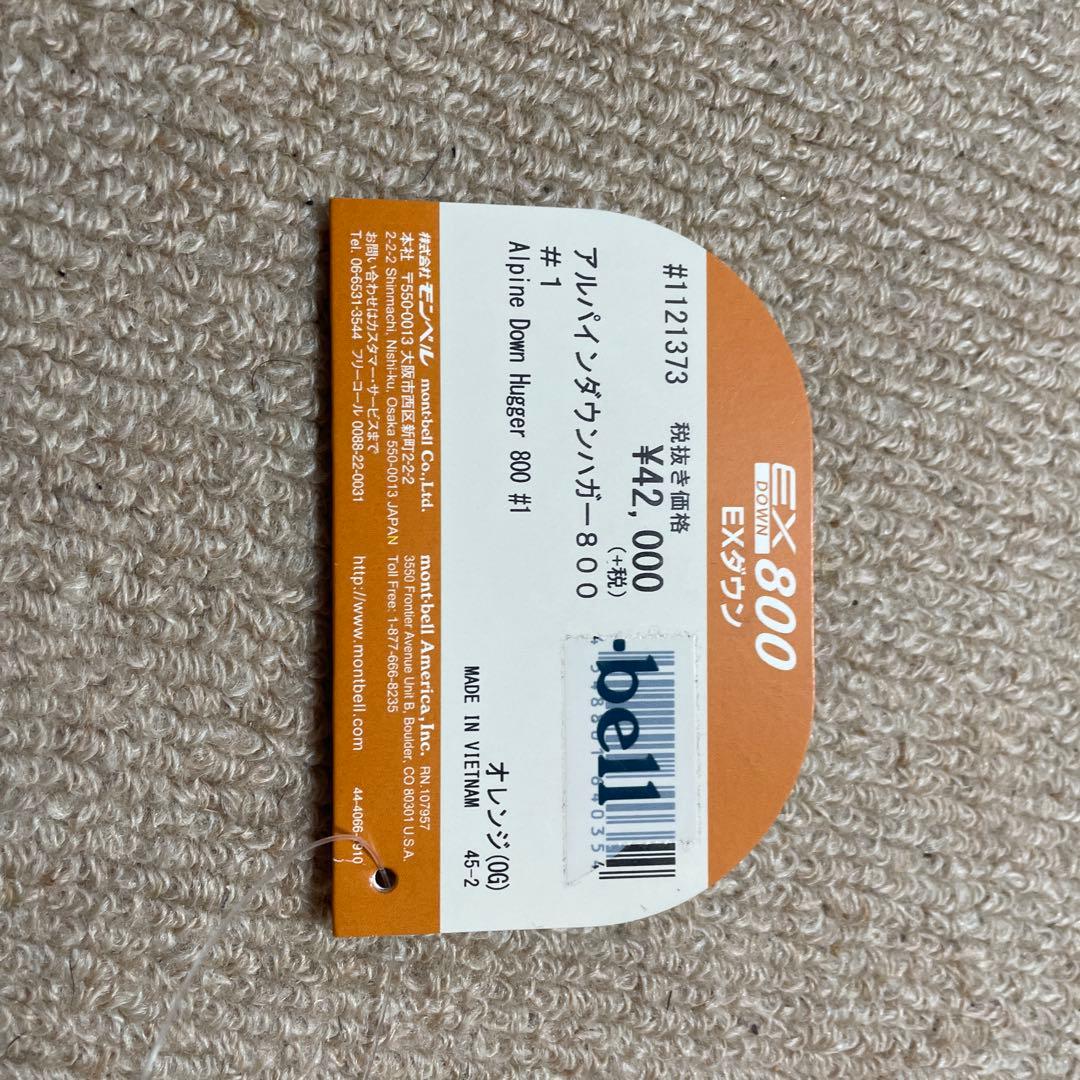 EX 800
DOWN
EXダウン
#1121373
税抜き価格
¥42,000
(+税)
アルパインダウンハガー800
#1
Alpine Down Hugger 800 #1
.bell
オレンジ(OG)
MADE IN VIETNAM
45-2
株式会社 モンベル mont-bell Co.,Ltd.
本社 〒550-0013 大阪市西区新町2-2-2
2-2-2 Shinmachi, Nishi-ku, Osaka 550-0013 JAPAN
お問い合わせはカスタマー・サービスまで
Tel. 06-6531-3544 フリーコール 0088-22-0031
mont-bell America, Inc. RN.107957
3550 Frontier Avenue Unit B, Boulder, CO 80301 U.S.A.
Toll Free: 1-877-666-8235
http://www.montbell.com